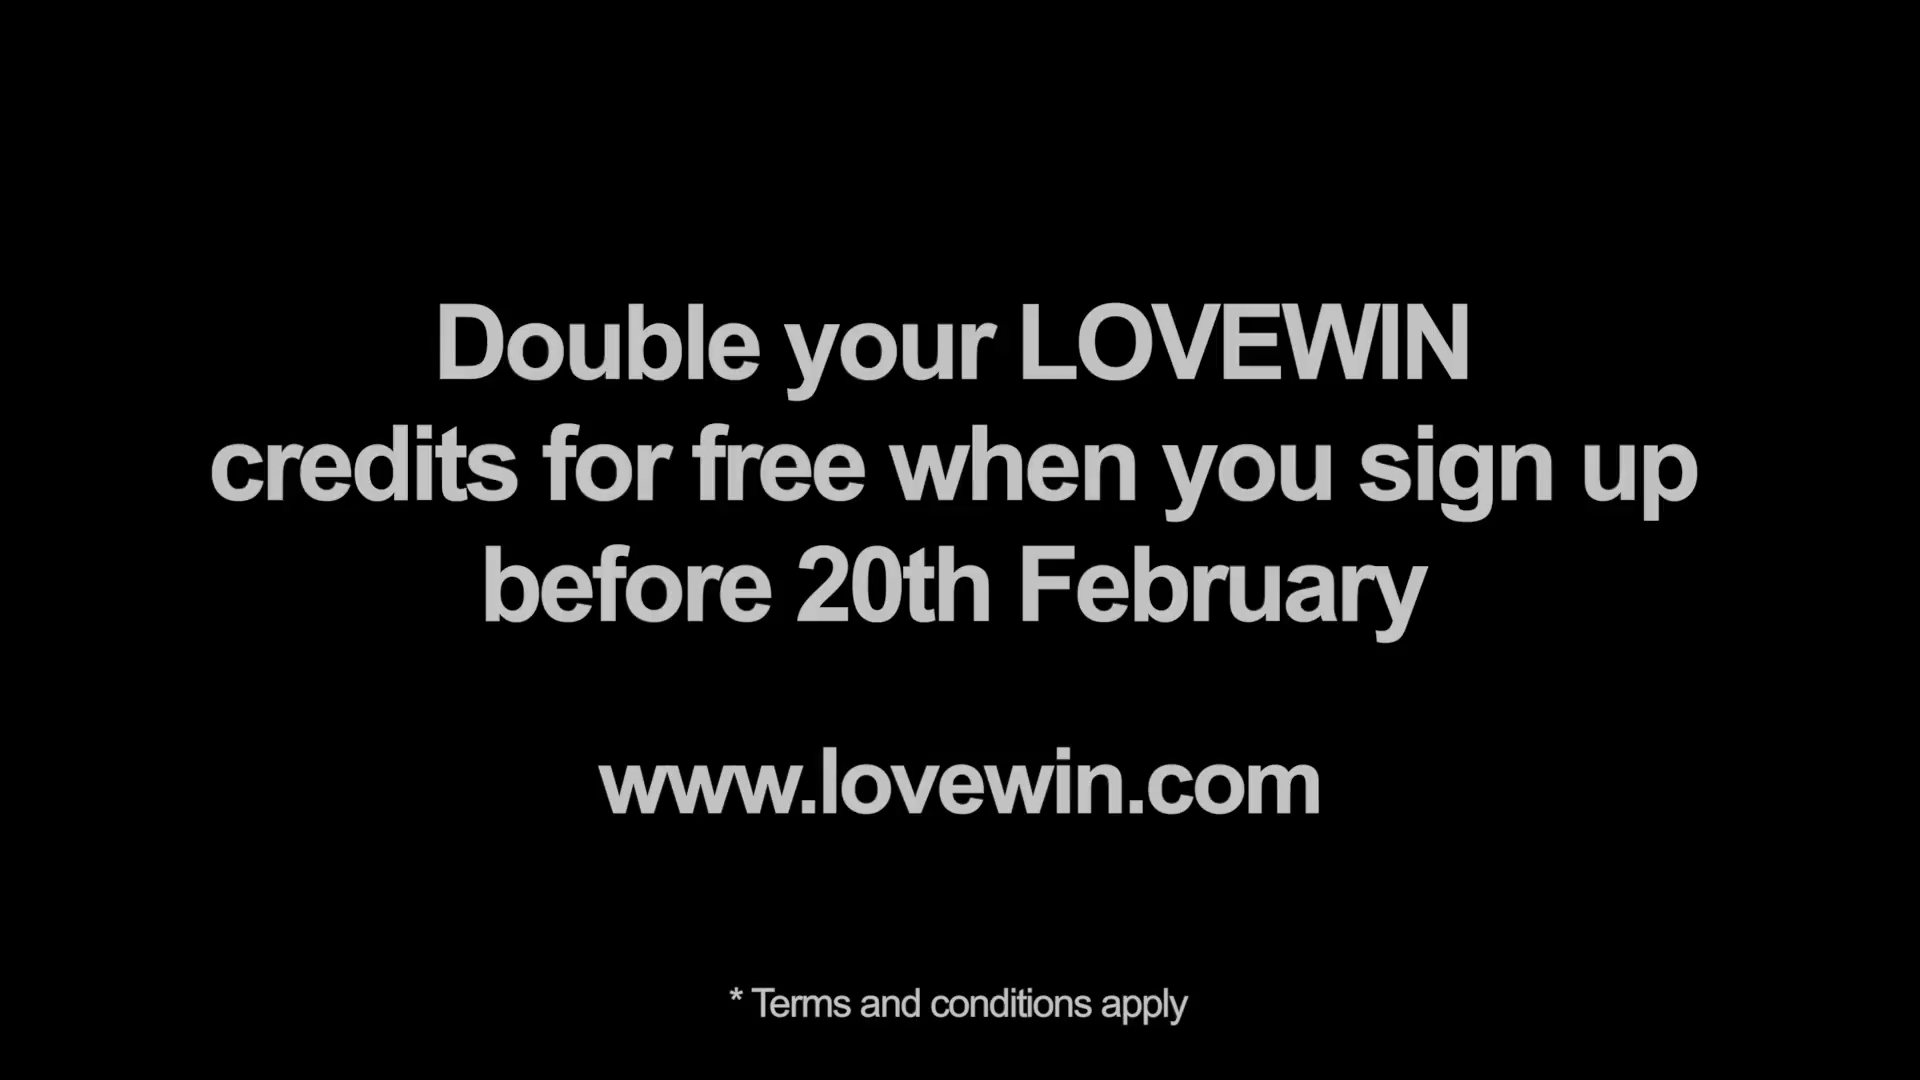 Double your LOVEWIN
credits for free when you sign up
before 20th February
www.lovewin.com
* Terms and conditions apply